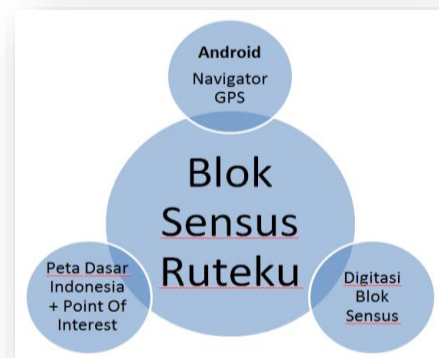 Android
Navigator
GPS
Blok
Sensus
Ruteku
Peta Dasar
Indonesia
+ Point Of
Interest
Digitasi
Blok
Sensus